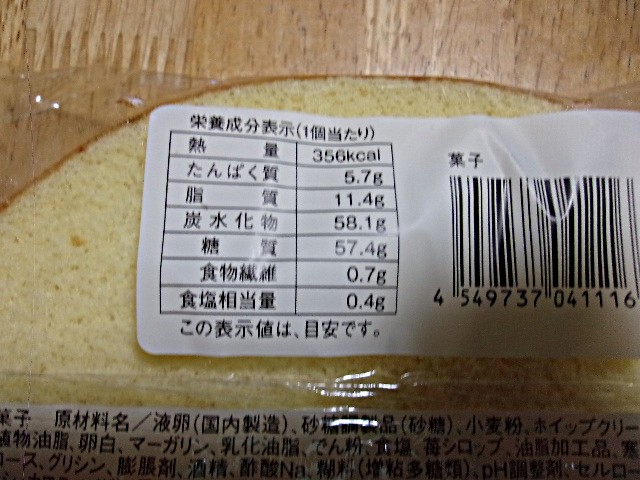 栄養成分表示(1個当たり)
熱量 356kcal
たんぱく質 5.7g
脂質 11.4g
炭水化物 58.1g
糖質 57.4g
食物繊維 0.7g
食塩相当量 0.4g
この表示値は、目安です。
菓子
4 549737 041116
菓子 原材料名/液卵(国内製造)、砂糖調製品(砂糖)、小麦粉、ホイップクリー
植物油脂、卵白、マーガリン、乳化油脂、でん粉、食塩、苺シロップ、油脂加工品、寒
ロース、グリシン、膨脹剤、酒精、酢酸Na、糊料(増粘多糖類)、pH調整剤、セルロー